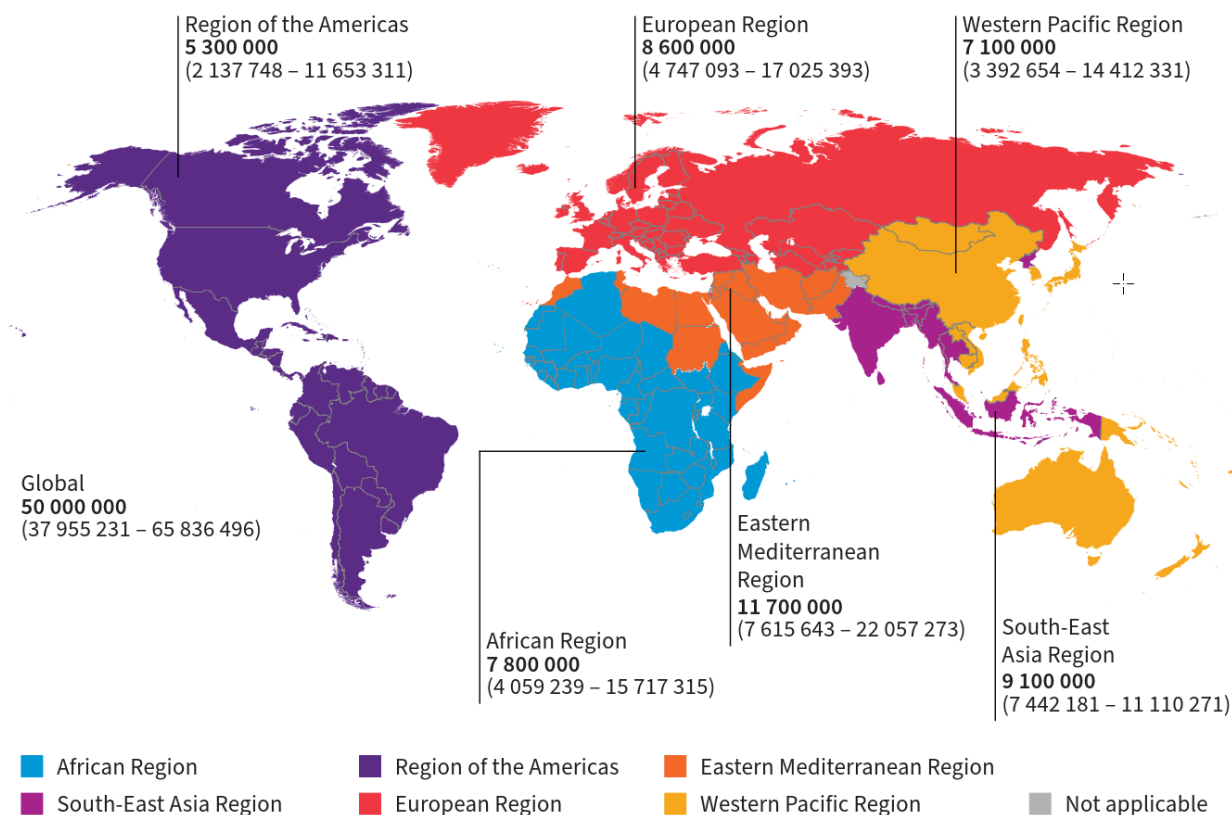 Region of the Americas
5 300 000
(2 137 748 – 11 653 311)
European Region
8 600 000
(4 747 093 – 17 025 393)
Western Pacific Region
7 100 000
(3 392 654 – 14 412 331)
Global
50 000 000
(37 955 231 – 65 836 496)
African Region
7 800 000
(4 059 239 – 15 717 315)
Eastern
Mediterranean
Region
11 700 000
(7 615 643 – 22 057 273)
South-East
Asia Region
9 100 000
(7 442 181 – 11 110 271)
African Region
Region of the Americas
Eastern Mediterranean Region
South-East Asia Region
European Region
Western Pacific Region
Not applicable